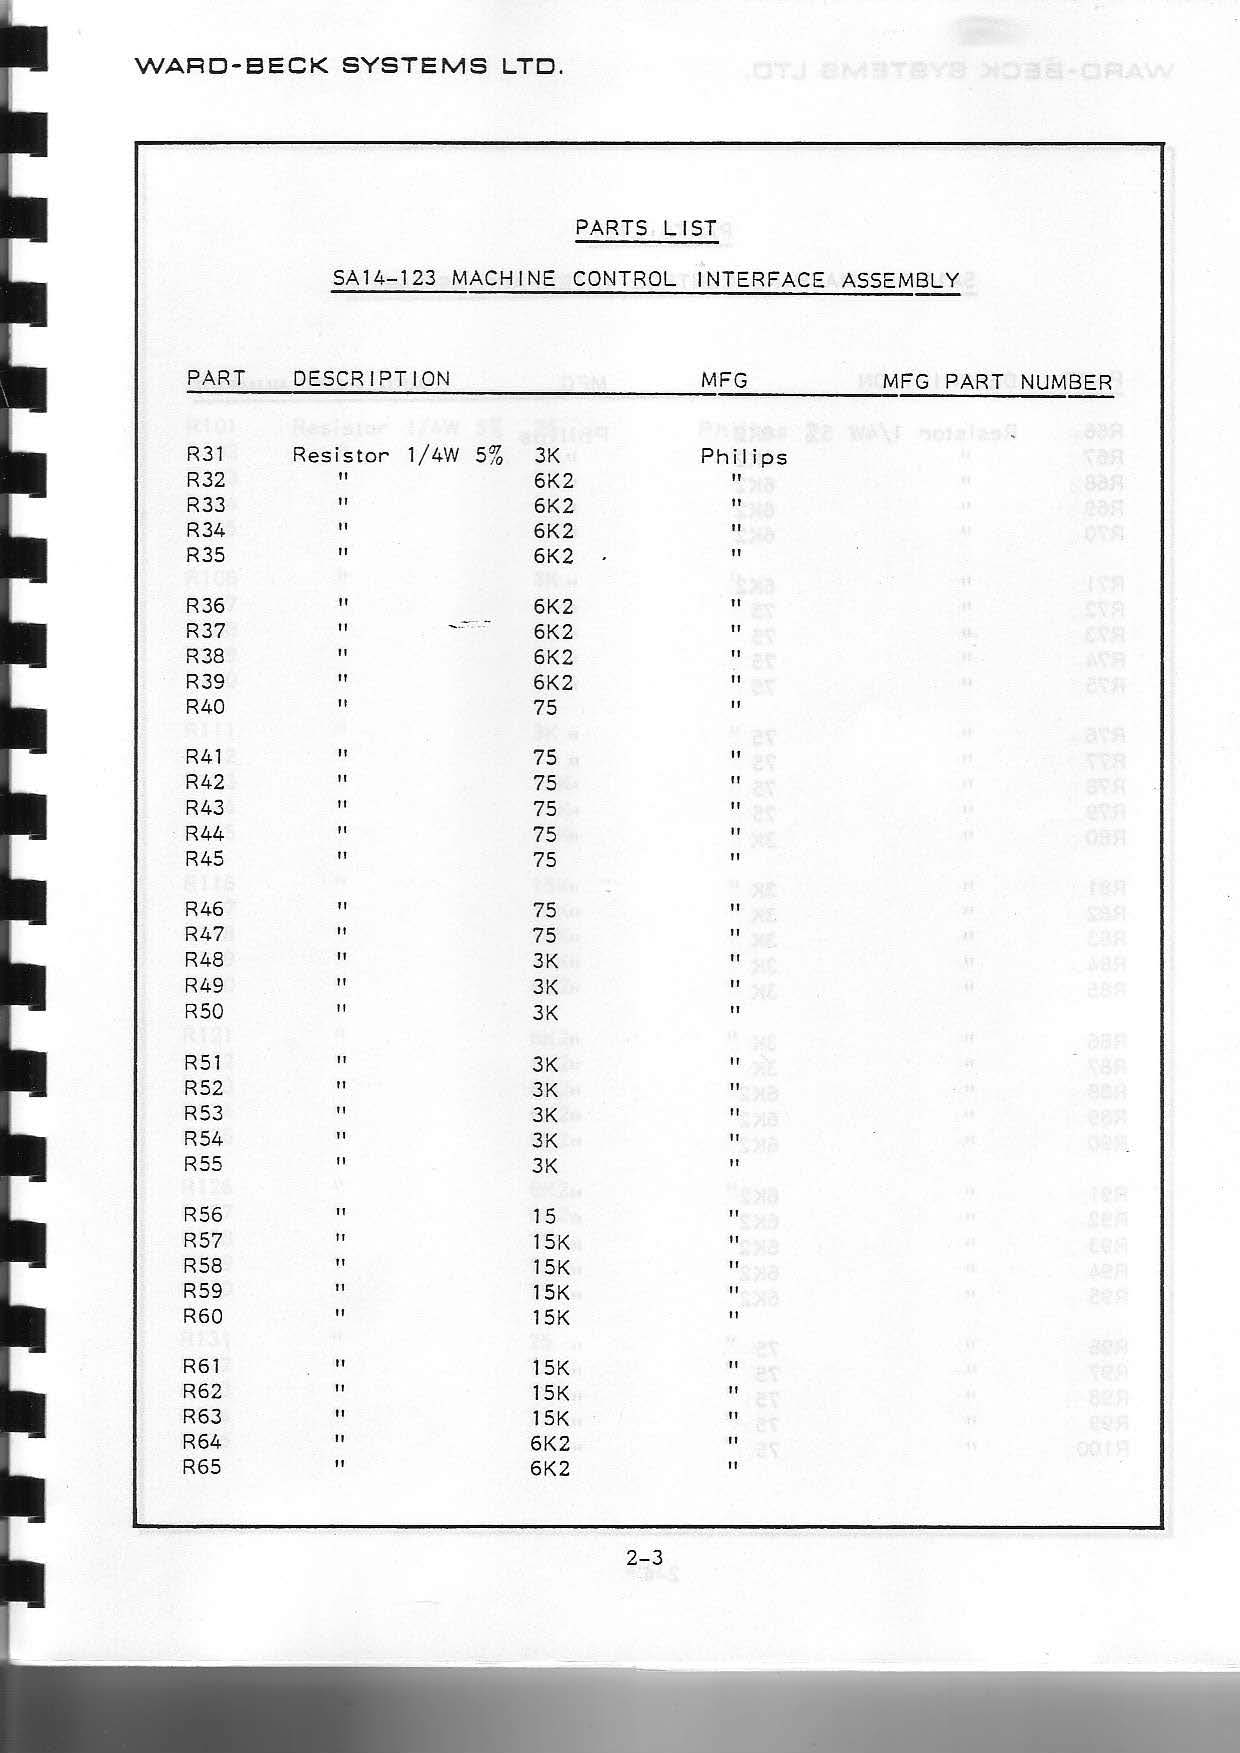 WARD-BECK SYSTEMS LTD.
PARTS LIST
SA14-123 MACHINE CONTROL INTERFACE ASSEMBLY
PART DESCRIPTION MFG MFG PART NUMBER
R31 Resistor 1/4W 5% 3K Philips
R32 " 6K2 "
R33 " 6K2 "
R34 " 6K2 "
R35 " 6K2 "
R36 " 6K2 "
R37 " 6K2 "
R38 " 6K2 "
R39 " 6K2 "
R40 " 75 "
R41 " 75 "
R42 " 75 "
R43 " 75 "
R44 " 75 "
R45 " 75 "
R46 " 75 "
R47 " 75 "
R48 " 3K "
R49 " 3K "
R50 " 3K "
R51 " 3K "
R52 " 3K "
R53 " 3K "
R54 " 3K "
R55 " 3K "
R56 " 15 "
R57 " 15K "
R58 " 15K "
R59 " 15K "
R60 " 15K "
R61 " 15K "
R62 " 15K "
R63 " 15K "
R64 " 6K2 "
R65 " 6K2 "
2-3